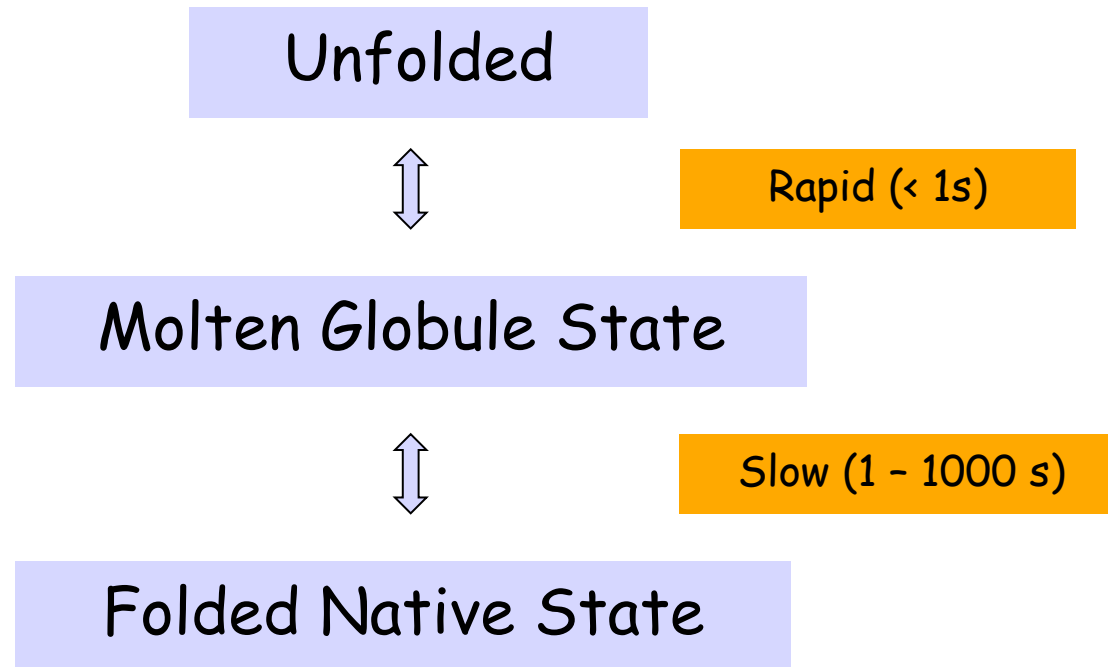 Unfolded
Rapid (< 1s)
Molten Globule State
Slow (1 – 1000 s)
Folded Native State